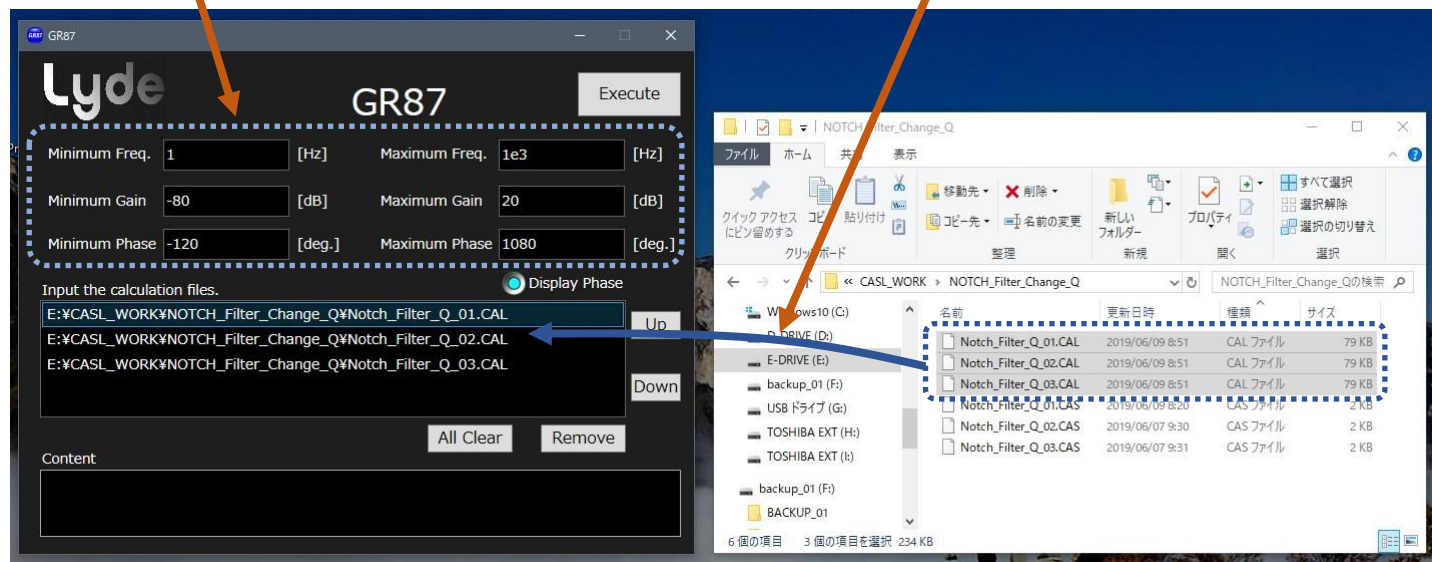 GR87
Lyde
GR87
Execute
Minimum Freq. 1 [Hz] Maximum Freq. 1e3 [Hz]
Minimum Gain -80 [dB] Maximum Gain 20 [dB]
Minimum Phase -120 [deg.] Maximum Phase 1080 [deg.]
Input the calculation files.
Display Phase
E:¥CASL_WORK¥NOTCH_Filter_Change_Q¥Notch_Filter_Q_01.CAL
E:¥CASL_WORK¥NOTCH_Filter_Change_Q¥Notch_Filter_Q_02.CAL
E:¥CASL_WORK¥NOTCH_Filter_Change_Q¥Notch_Filter_Q_03.CAL
Up
Down
All Clear Remove
Content
NOTCH_Filter_Change_Q
ファイル ホーム 共有 表示
クイック アクセス
にピン留めする
コピー 貼り付け
移動先 削除
コピー先 名前の変更
新しい
フォルダー
プロパティ
すべて選択
選択解除
選択の切り替え
クリップボード 整理 新規 開く 選択
« CASL_WORK > NOTCH_Filter_Change_Q
NOTCH_Filter_Change_Qの検索
Windows10 (C:)
D-DRIVE (D:)
E-DRIVE (E:)
backup_01 (F:)
USB ドライブ (G:)
TOSHIBA EXT (H:)
TOSHIBA EXT (I:)
backup_01 (F:)
BACKUP_01
名前 更新日時 種類 サイズ
Notch_Filter_Q_01.CAL 2019/06/09 8:51 CAL ファイル 79 KB
Notch_Filter_Q_02.CAL 2019/06/09 8:51 CAL ファイル 79 KB
Notch_Filter_Q_03.CAL 2019/06/09 8:51 CAL ファイル 79 KB
Notch_Filter_Q_01.CAS 2019/06/09 8:20 CAS ファイル 2 KB
Notch_Filter_Q_02.CAS 2019/06/07 9:30 CAS ファイル 2 KB
Notch_Filter_Q_03.CAS 2019/06/07 9:31 CAS ファイル 2 KB
6 個の項目 3 個の項目を選択 234 KB